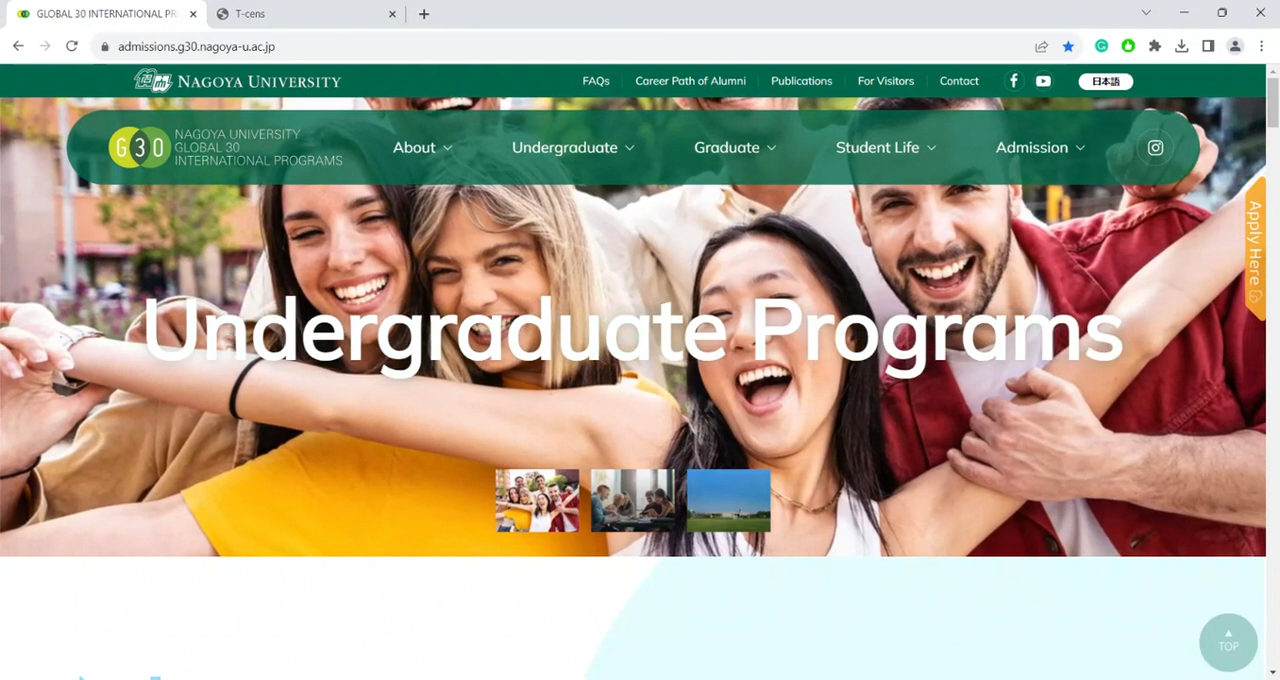 GLOBAL 30 INTERNATIONAL PR
T-cens
admissions.g30.nagoya-u.ac.jp
NAGOYA UNIVERSITY
FAQs
Career Path of Alumni
Publications
For Visitors
Contact
日本語
G30
NAGOYA UNIVERSITY
GLOBAL 30
INTERNATIONAL PROGRAMS
About
Undergraduate
Graduate
Student Life
Admission
Apply Here
Undergraduate Programs
TOP